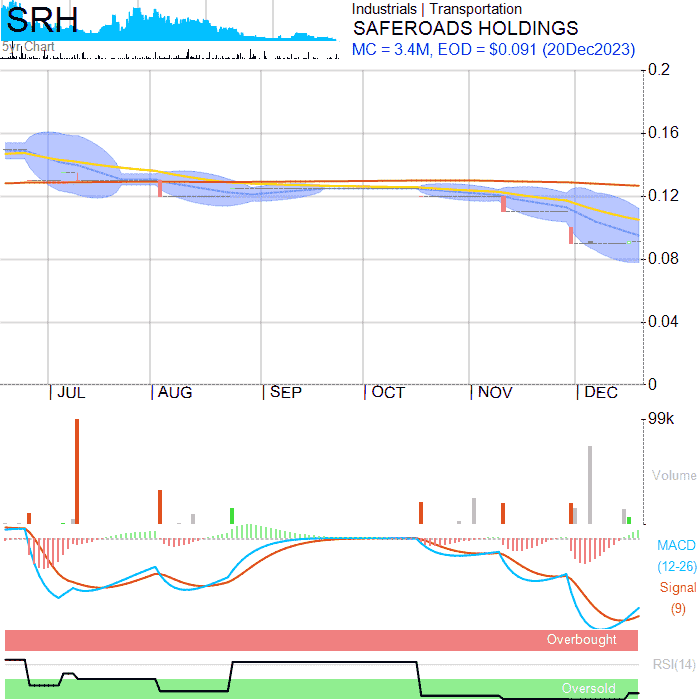 SRH
5yr Chart
Industrials | Transportation
SAFEROADS HOLDINGS
MC = 3.4M, EOD = $0.091 (20Dec2023)
0.2
0.16
0.12
0.08
0.04
0
JUL AUG SEP OCT NOV DEC
99k
Volume
MACD
(12-26)
Signal
(9)
Overbought
RSI(14)
Oversold